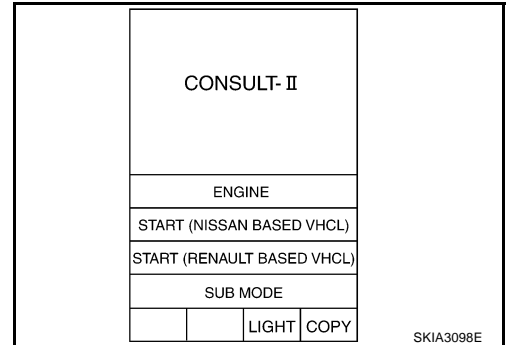 CONSULT-II
ENGINE
START (NISSAN BASED VHCL)
START (RENAULT BASED VHCL)
SUB MODE
LIGHT COPY
SKIA3098E